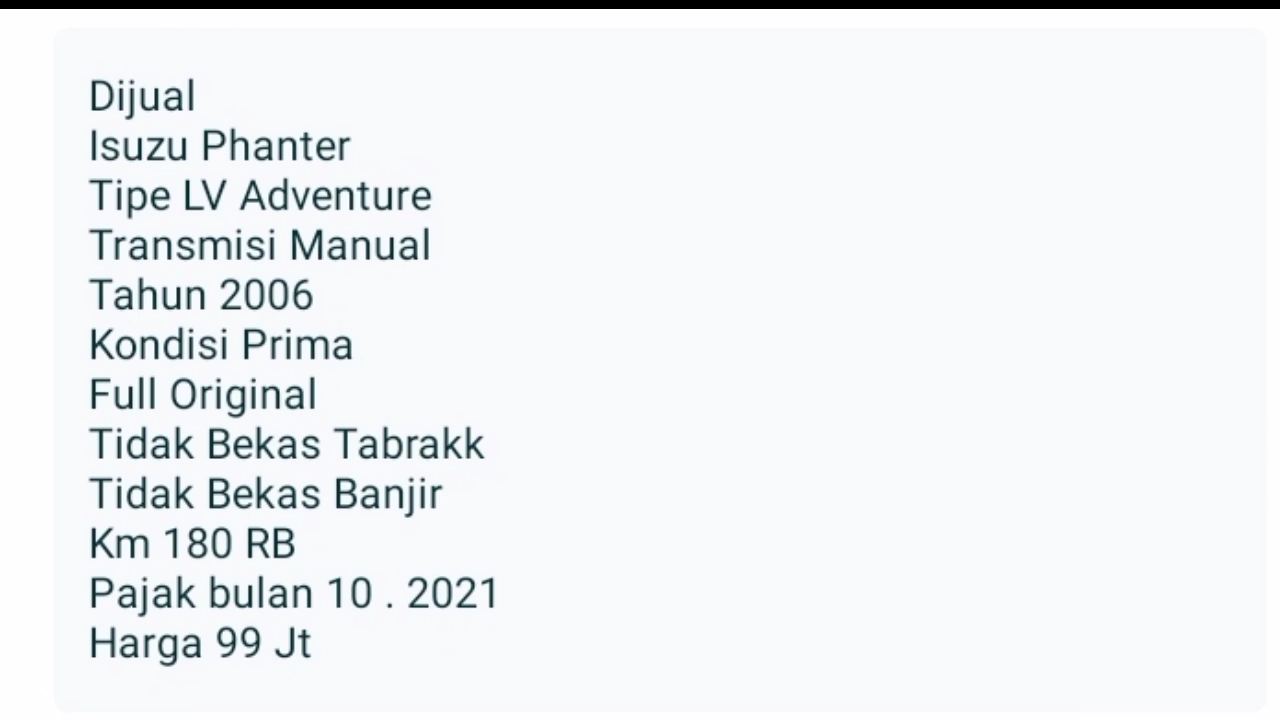 Dijual
Isuzu Phanter
Tipe LV Adventure
Transmisi Manual
Tahun 2006
Kondisi Prima
Full Original
Tidak Bekas Tabrakk
Tidak Bekas Banjir
Km 180 RB
Pajak bulan 10 . 2021
Harga 99 Jt